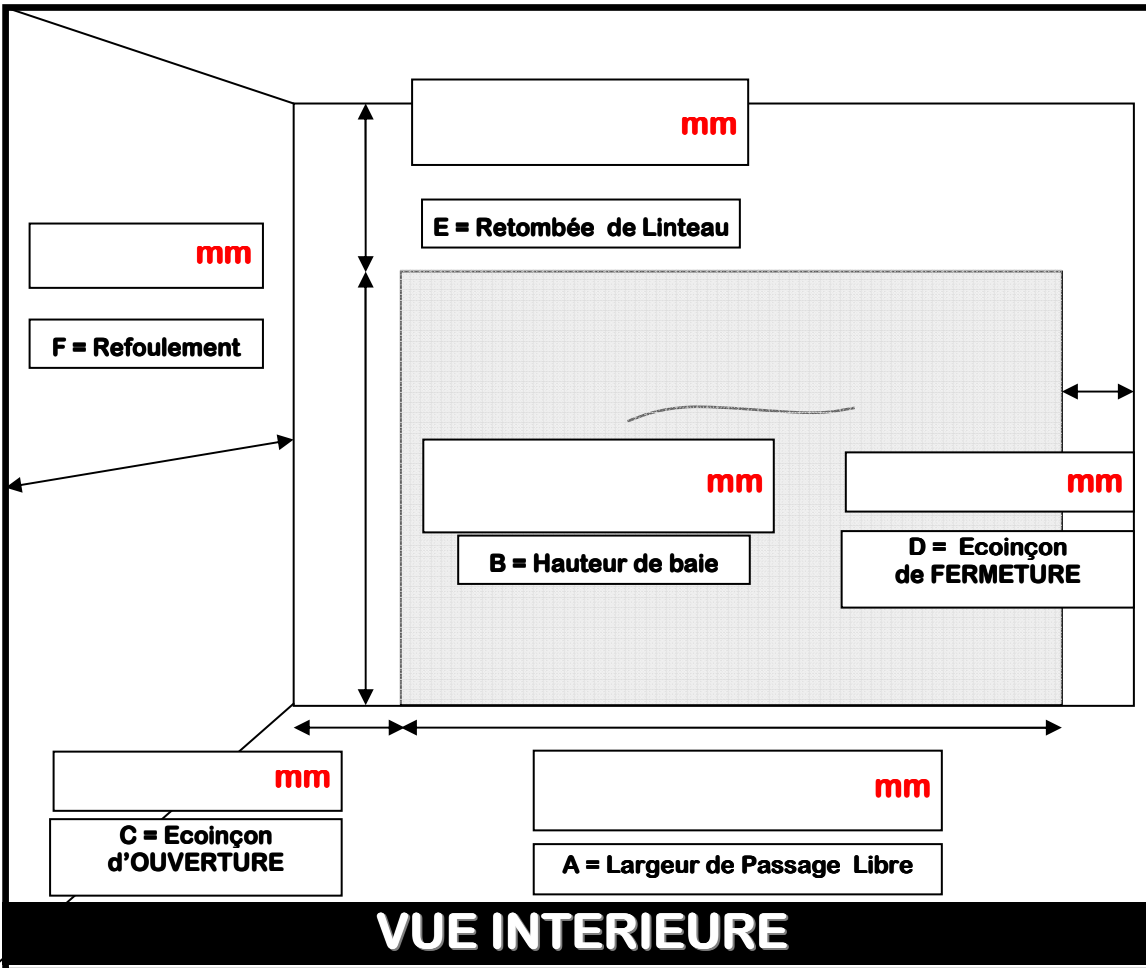 mm
E = Retombée de Linteau
mm
F = Refoulement
mm
B = Hauteur de baie
mm
D = Ecoinçon
de FERMETURE
mm
C = Ecoinçon
d’OUVERTURE
mm
A = Largeur de Passage Libre
VUE INTERIEURE